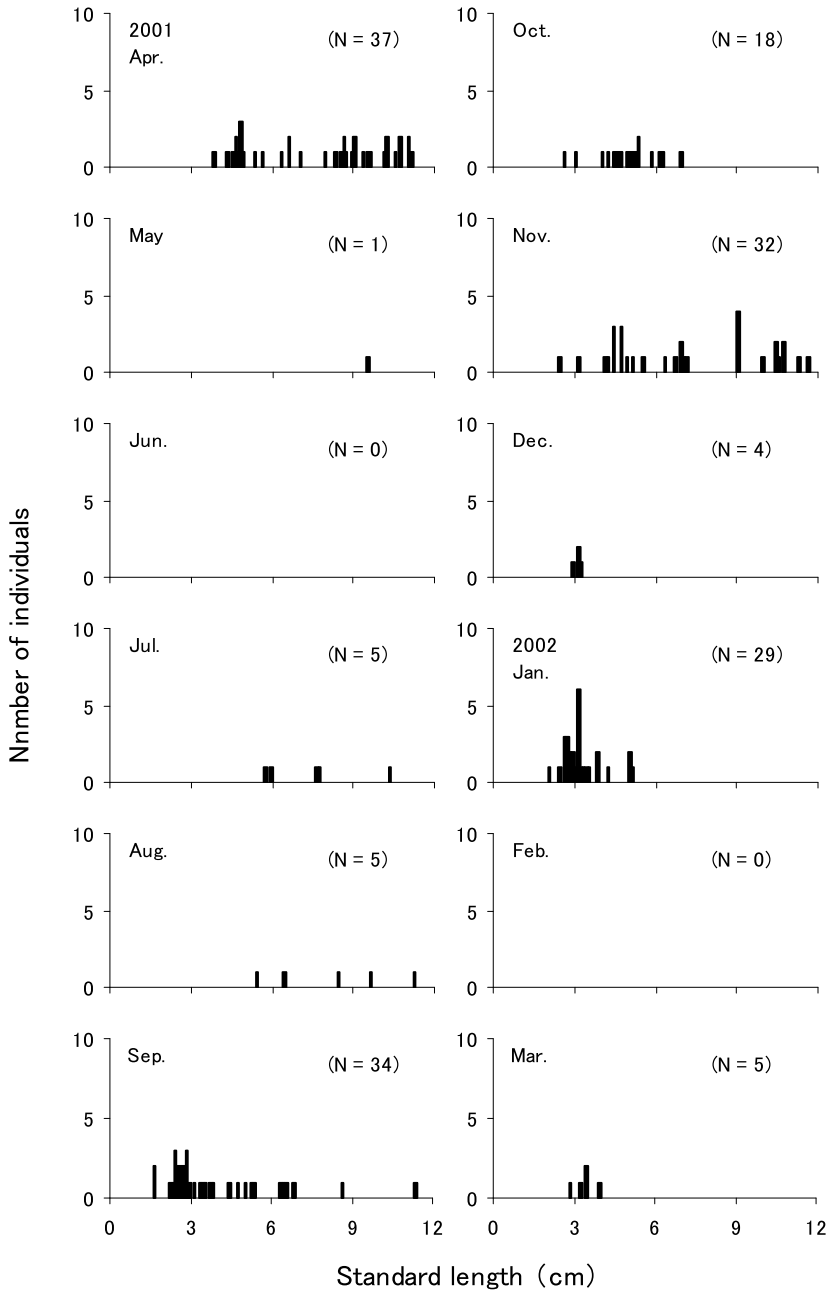 10
5
0
2001
Apr.
(N = 37)
10
5
0
Oct.
(N = 18)
10
5
0
May
(N = 1)
10
5
0
Nov.
(N = 32)
10
5
0
Jun.
(N = 0)
10
5
0
Dec.
(N = 4)
10
5
0
Jul.
(N = 5)
10
5
0
2002
Jan.
(N = 29)
10
5
0
Aug.
(N = 5)
10
5
0
Feb.
(N = 0)
10
5
0
Sep.
(N = 34)
0 3 6 9 12
10
5
0
Mar.
(N = 5)
0 3 6 9 12
Nnmber of individuals
Standard length (cm)